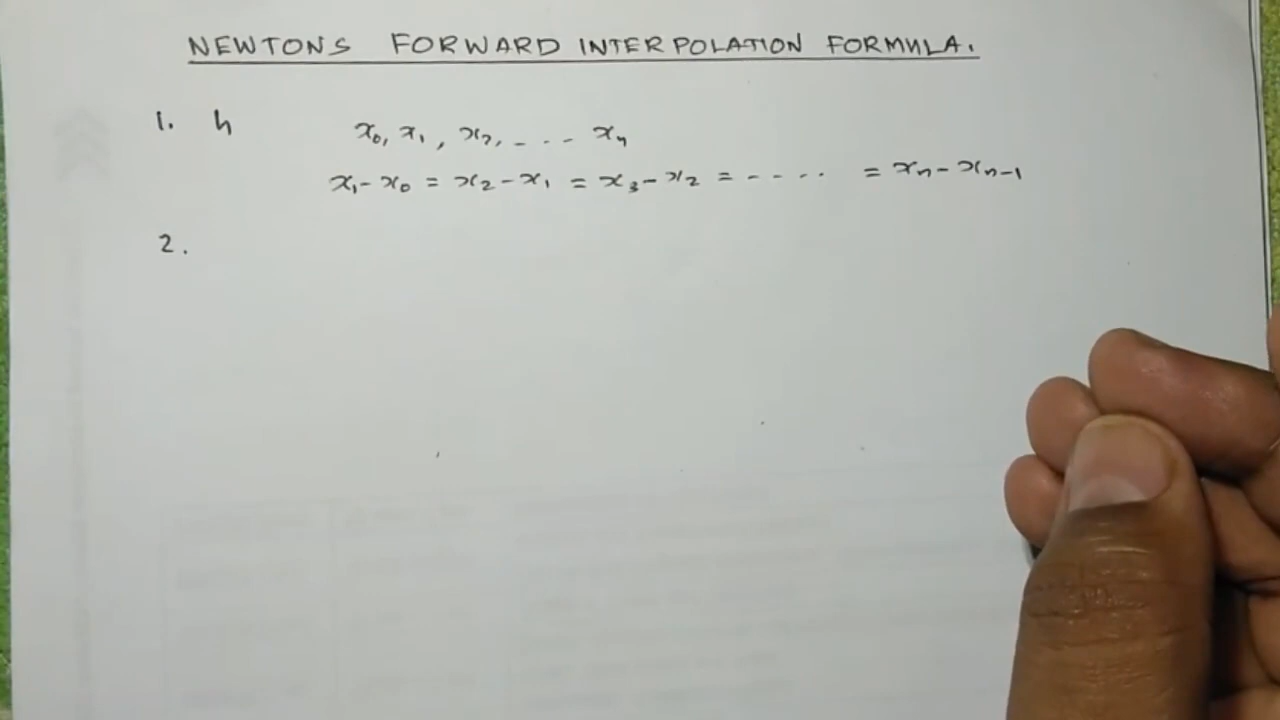 NEWTONS FORWARD INTERPOLATION FORMULA.
1. h x₀, x₁, x₂, - - - - xₙ
x₁ - x₀ = x₂ - x₁ = x₃ - x₂ = - - - - . . = xₙ - xₙ₋₁
2.